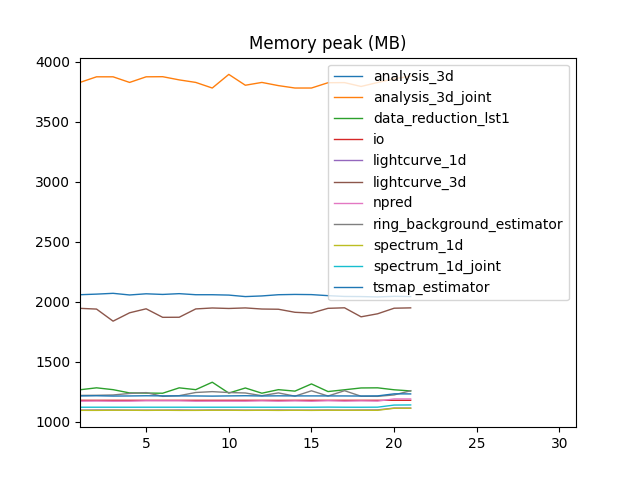 Memory peak (MB)
4000
3500
3000
2500
2000
1500
1000
5
10
15
20
25
30
analysis_3d
analysis_3d_joint
data_reduction_lst1
io
lightcurve_1d
lightcurve_3d
npred
ring_background_estimator
spectrum_1d
spectrum_1d_joint
tsmap_estimator